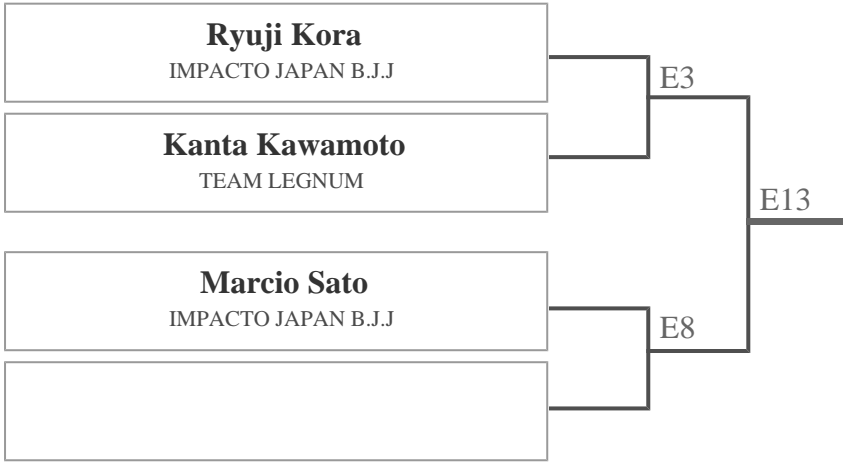 Ryuji Kora
IMPACTO JAPAN B.J.J
E3
Kanta Kawamoto
TEAM LEGNUM
E13
Marcio Sato
IMPACTO JAPAN B.J.J
E8